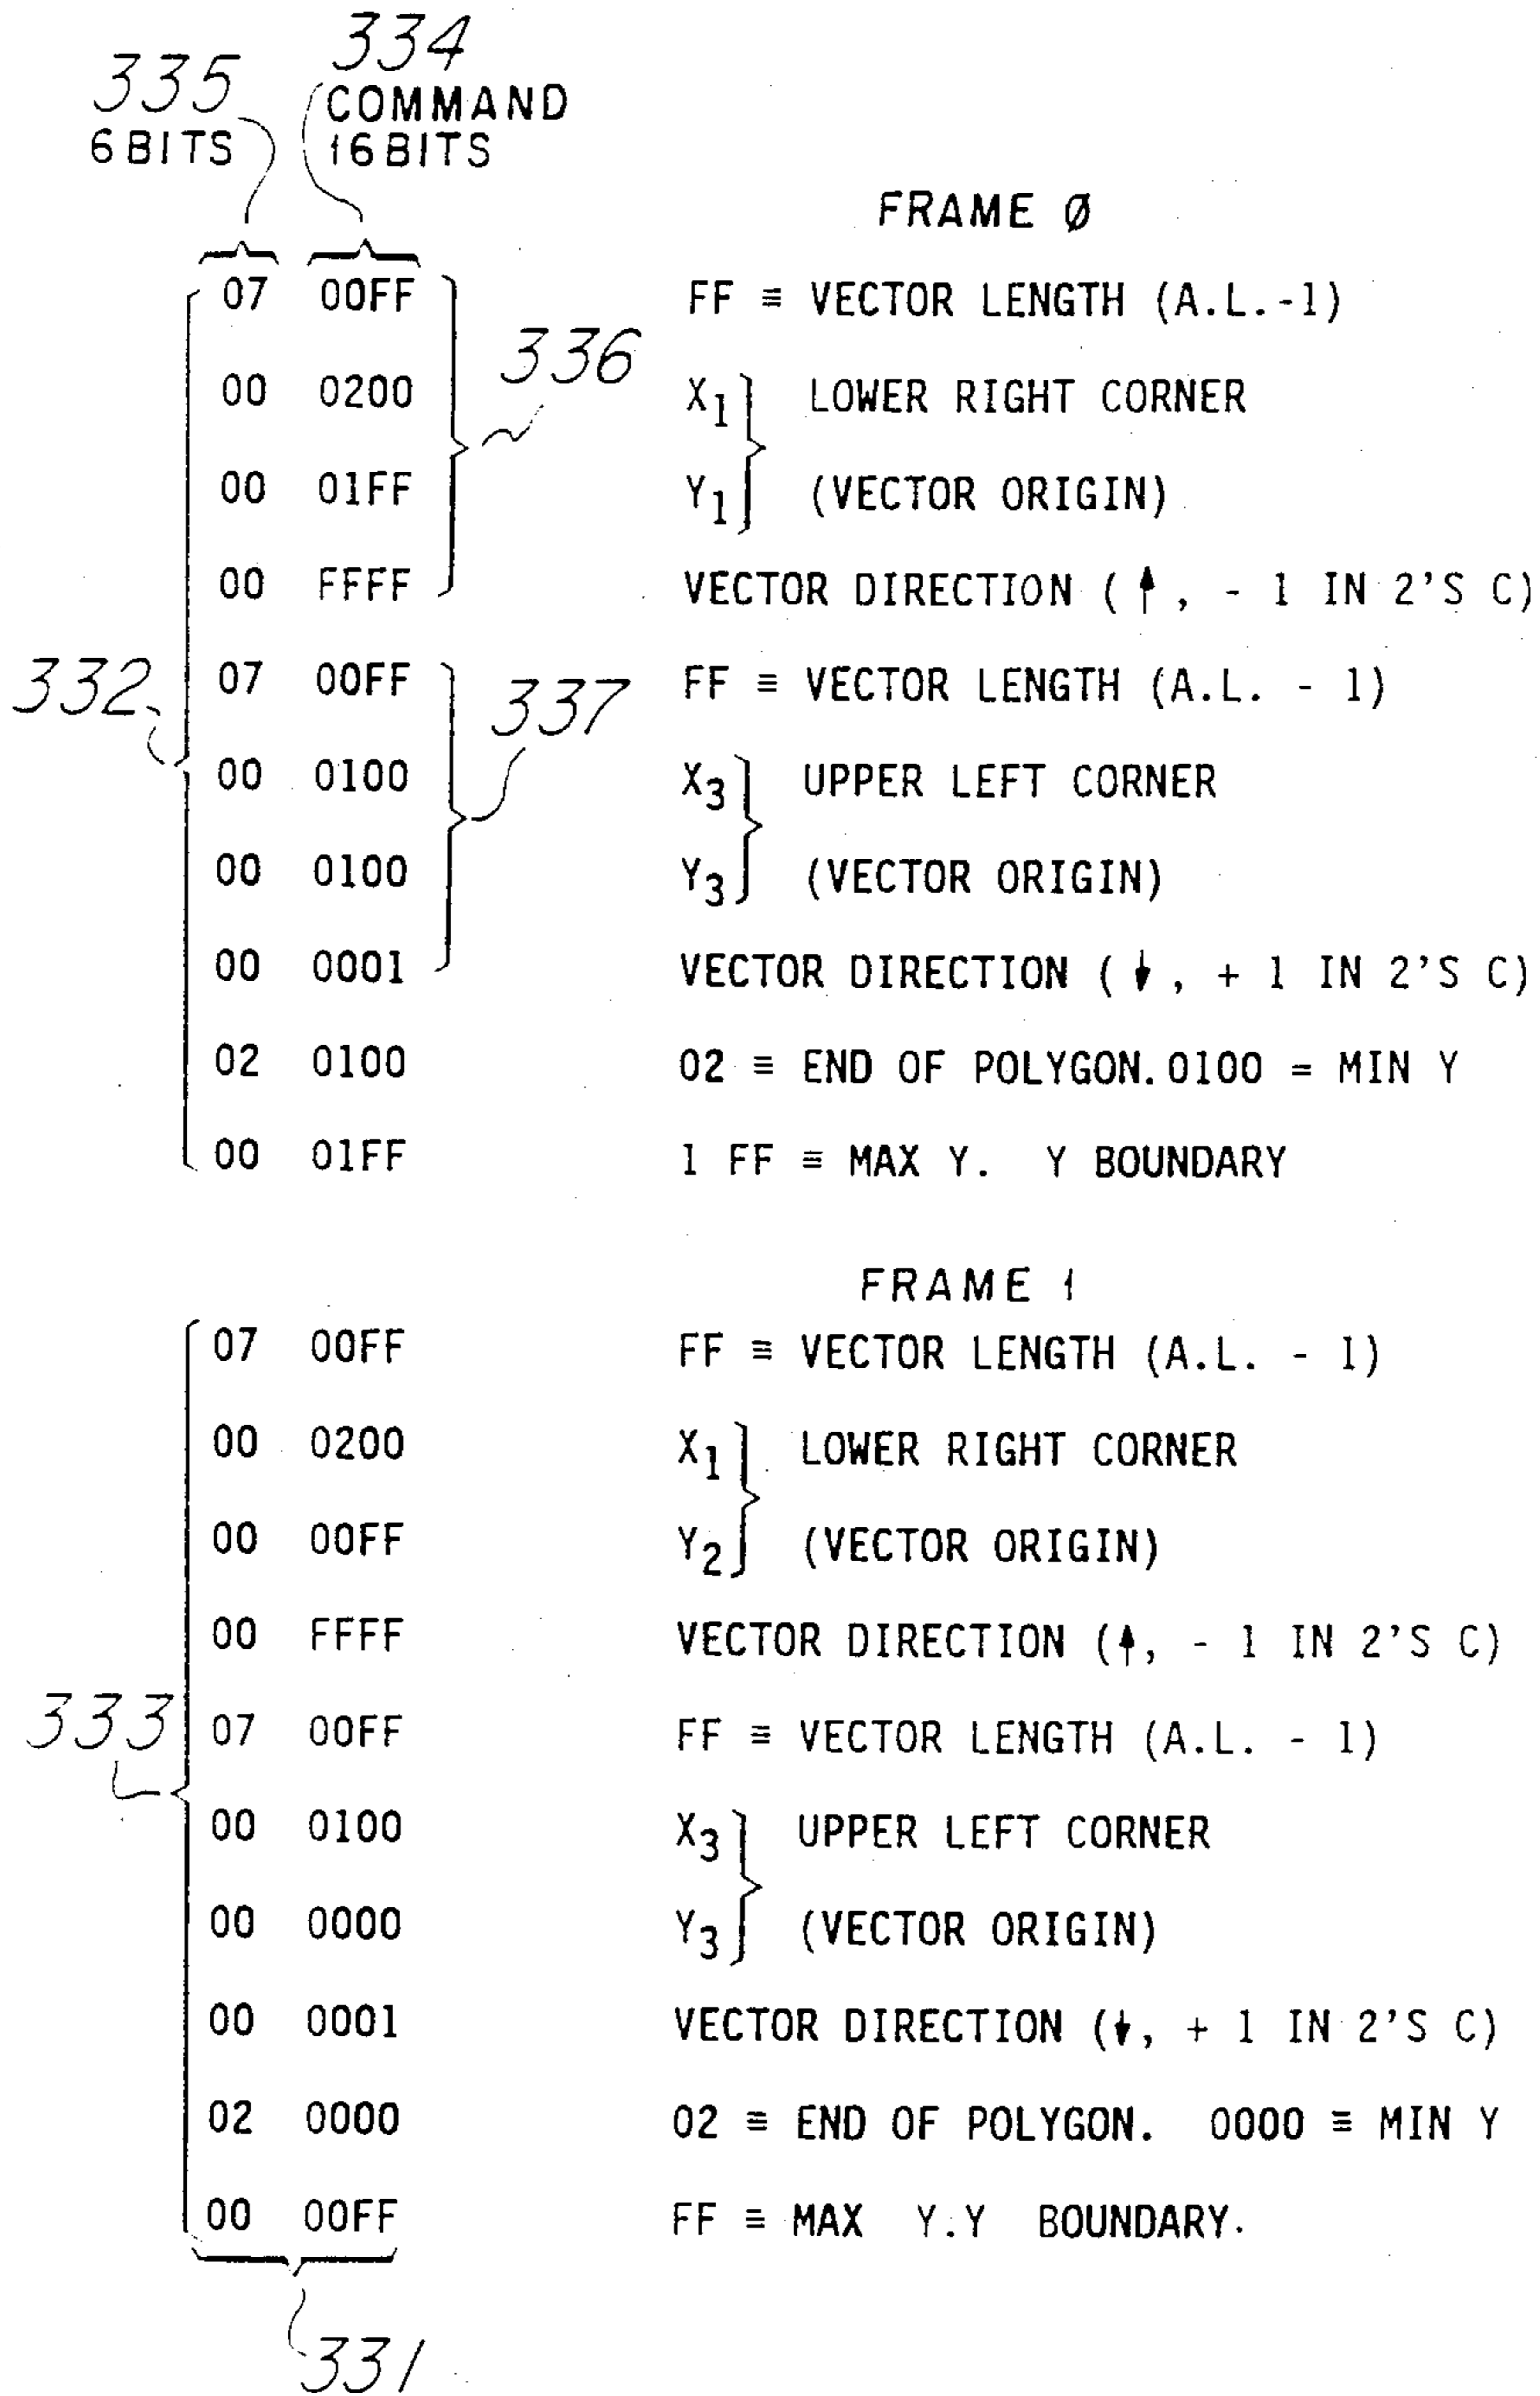 334
335 COMMAND
6 BITS 16 BITS
FRAME Ø
07 00FF FF ≡ VECTOR LENGTH (A.L.-1)
336
00 0200 X1 LOWER RIGHT CORNER
00 01FF Y1 (VECTOR ORIGIN)
00 FFFF VECTOR DIRECTION (↑, - 1 IN 2'S C)
332 07 00FF 337 FF ≡ VECTOR LENGTH (A.L. - 1)
00 0100 X3 UPPER LEFT CORNER
00 0100 Y3 (VECTOR ORIGIN)
00 0001 VECTOR DIRECTION (↓, + 1 IN 2'S C)
02 0100 02 ≡ END OF POLYGON. 0100 = MIN Y
00 01FF 1 FF ≡ MAX Y. Y BOUNDARY
FRAME 1
07 00FF FF ≡ VECTOR LENGTH (A.L. - 1)
00 0200 X1 LOWER RIGHT CORNER
00 00FF Y2 (VECTOR ORIGIN)
00 FFFF VECTOR DIRECTION (↑, - 1 IN 2'S C)
333 07 00FF FF ≡ VECTOR LENGTH (A.L. - 1)
00 0100 X3 UPPER LEFT CORNER
00 0000 Y3 (VECTOR ORIGIN)
00 0001 VECTOR DIRECTION (↓, + 1 IN 2'S C)
02 0000 02 ≡ END OF POLYGON. 0000 ≡ MIN Y
00 00FF FF ≡ MAX Y.Y BOUNDARY.
331